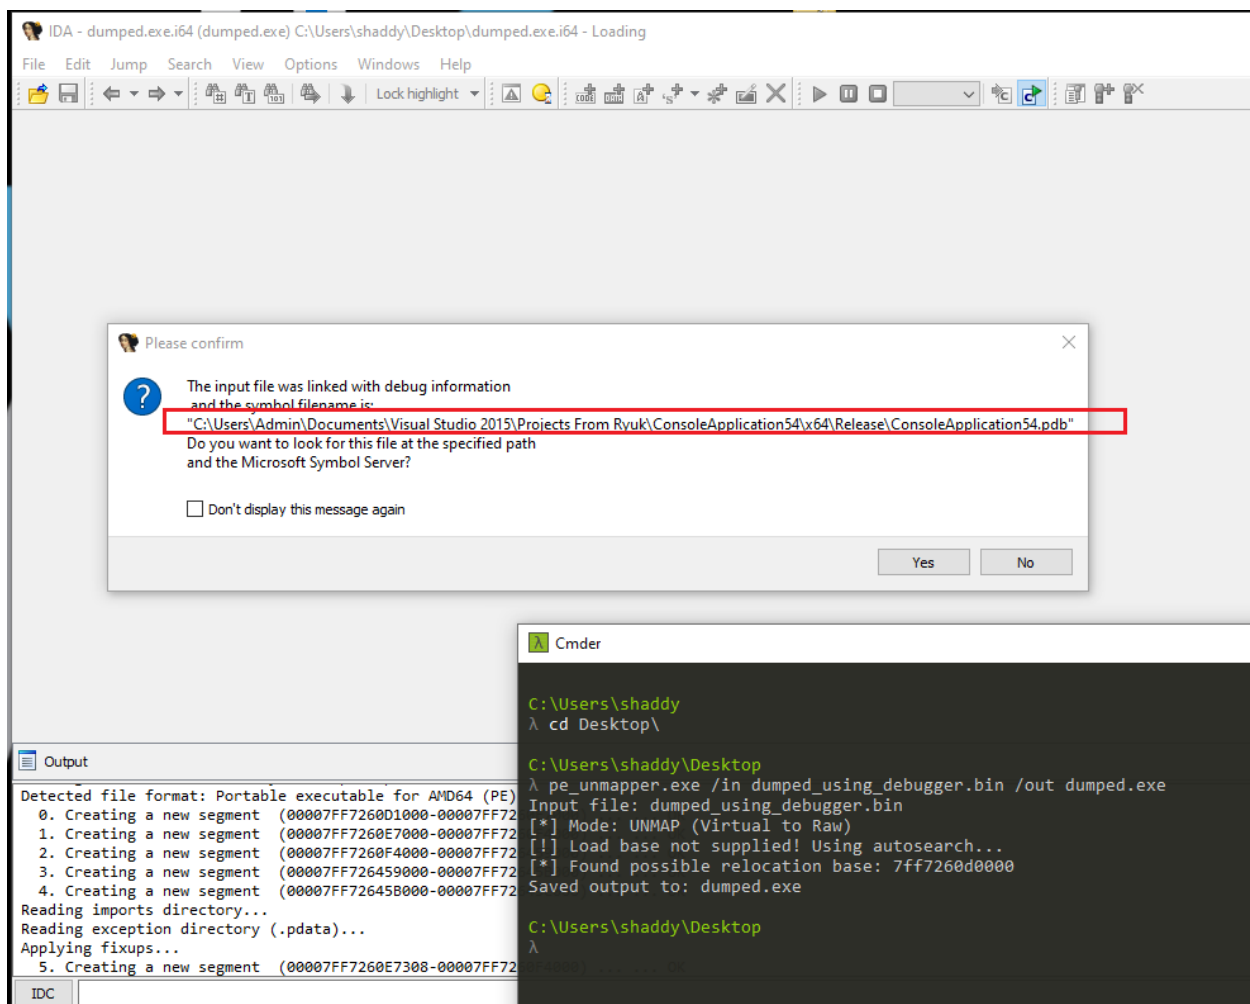 IDA - dumped.exe.i64 (dumped.exe) C:\Users\shaddy\Desktop\dumped.exe.i64 - Loading
File Edit Jump Search View Options Windows Help
Lock highlight
Please confirm
The input file was linked with debug information
and the symbol filename is:
"C:\Users\Admin\Documents\Visual Studio 2015\Projects From Ryuk\ConsoleApplication54\x64\Release\ConsoleApplication54.pdb"
Do you want to look for this file at the specified path
and the Microsoft Symbol Server?
Don't display this message again
Yes No
Cmder
C:\Users\shaddy
λ cd Desktop\
C:\Users\shaddy\Desktop
λ pe_unmapper.exe /in dumped_using_debugger.bin /out dumped.exe
Input file: dumped_using_debugger.bin
[*] Mode: UNMAP (Virtual to Raw)
[!] Load base not supplied! Using autosearch...
[*] Found possible relocation base: 7ff7260d0000
Saved output to: dumped.exe
C:\Users\shaddy\Desktop
λ
Output
Detected file format: Portable executable for AMD64 (PE)
0. Creating a new segment (00007FF7260D1000-00007FF72
1. Creating a new segment (00007FF7260E7000-00007FF72
2. Creating a new segment (00007FF7260F4000-00007FF72
3. Creating a new segment (00007FF726459000-00007FF72
4. Creating a new segment (00007FF72645B000-00007FF72
Reading imports directory...
Reading exception directory (.pdata)...
Applying fixups...
5. Creating a new segment (00007FF7260E7308-00007FF72
IDC